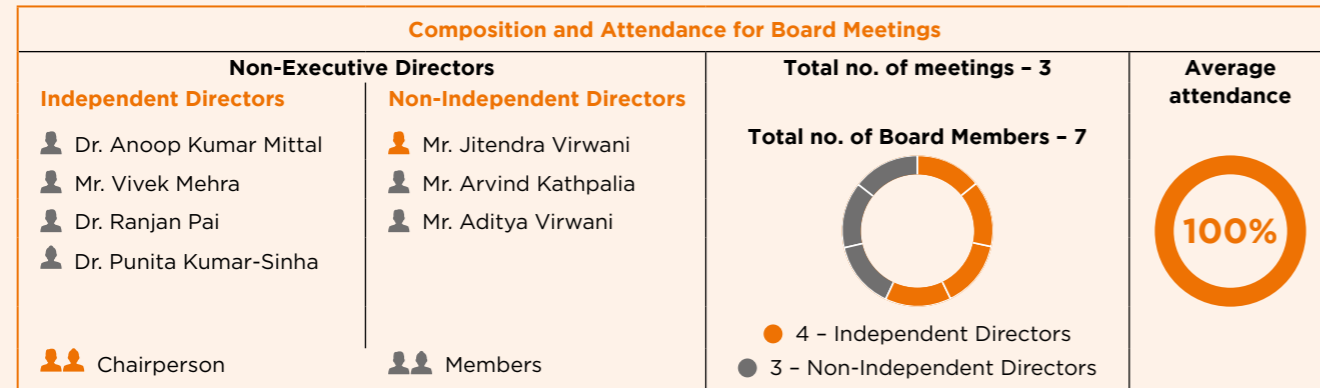 Composition and Attendance for Board Meetings
Non-Executive Directors
Independent Directors
Dr. Anoop Kumar Mittal
Mr. Vivek Mehra
Dr. Ranjan Pai
Dr. Punita Kumar-Sinha
Non-Independent Directors
Mr. Jitendra Virwani
Mr. Arvind Kathpalia
Mr. Aditya Virwani
Chairperson
Members
Total no. of meetings – 3
Total no. of Board Members – 7
4 – Independent Directors
3 – Non-Independent Directors
Average
attendance
100%